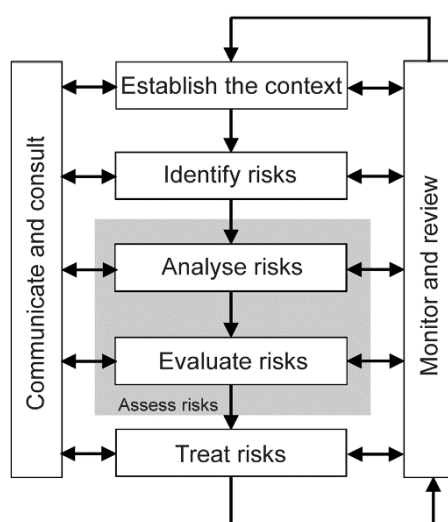 Establish the context
Identify risks
Analyse risks
Evaluate risks
Assess risks
Treat risks
Communicate and consult
Monitor and review